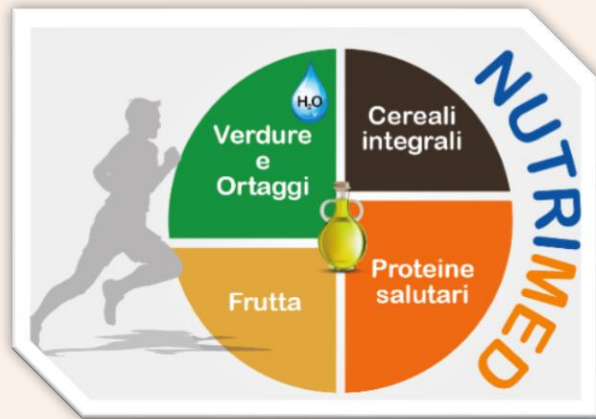 H₂O
Verdure
e
Ortaggi
Cereali
integrali
Frutta
Proteine
salutari
NUTRIMED